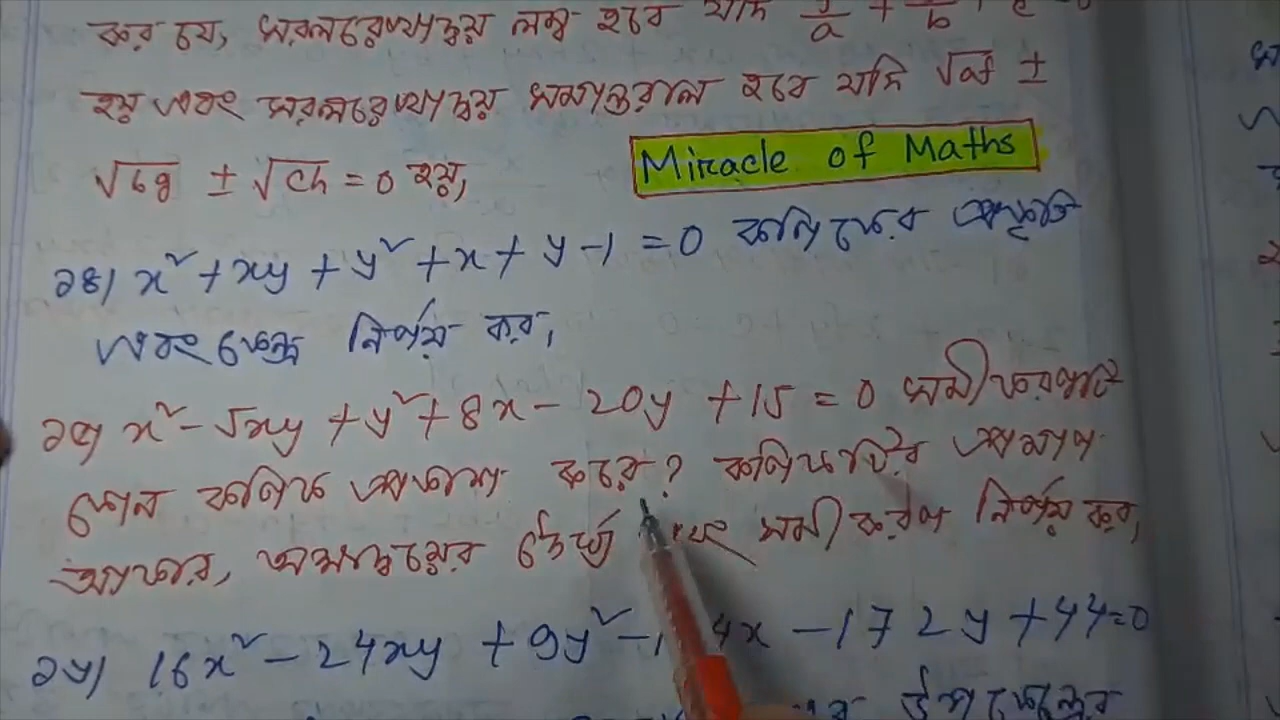 কর যে, সরলরেখাদ্বয় লম্ব হবে যদি
হয় এবং সরলরেখাদ্বয় সমান্তরাল হবে যদি √af ±
√bg ± √ch = 0 হয়,
Miracle of Maths
২৪) x² + xy + y² + x + y - 1 = 0 কনিকের প্রকৃতি
এবং কেন্দ্র নির্ণয় কর,
২৫) x² - 5xy + y² + 8x - 20y + 15 = 0 সমীকরণটি
কোন কনিক প্রকাশ করে? কনিকটির প্রমাণ
আকার, অক্ষদ্বয়ের দৈর্ঘ্য সমীকরণ নির্ণয় কর,
২৬) 16x² - 24xy + 9y² - 4x - 172y + 44 = 0
উপকেন্দ্রের